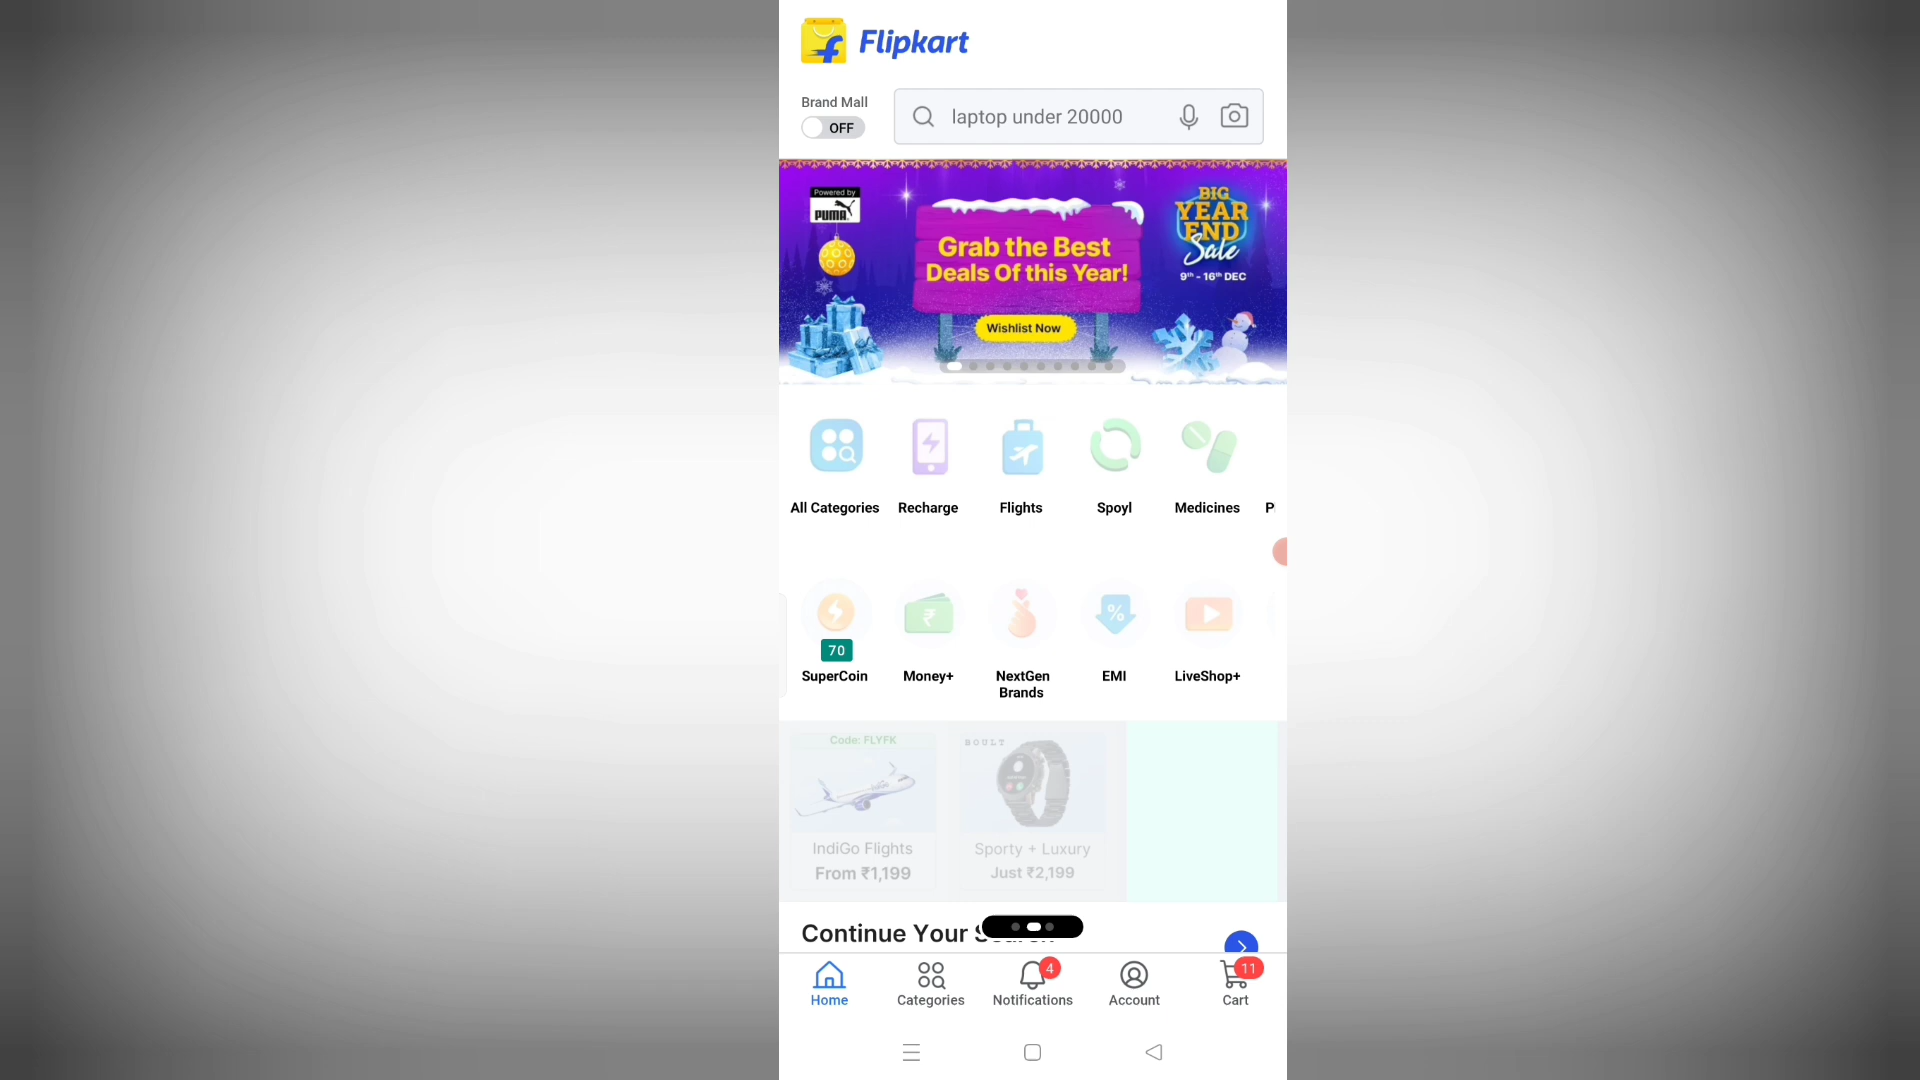 Flipkart
Brand Mall
OFF
laptop under 20000
Powered by
PUMA
Grab the Best
Deals Of this Year!
Wishlist Now
BIG
YEAR
END
Sale
9th - 16th DEC
All Categories
Recharge
Flights
Spoyl
Medicines
70
SuperCoin
Money+
NextGen
Brands
EMI
LiveShop+
Code: FLYFK
IndiGo Flights
From ₹1,199
BOULT
Sporty + Luxury
Just ₹2,199
Continue Your
4
11
Home
Categories
Notifications
Account
Cart